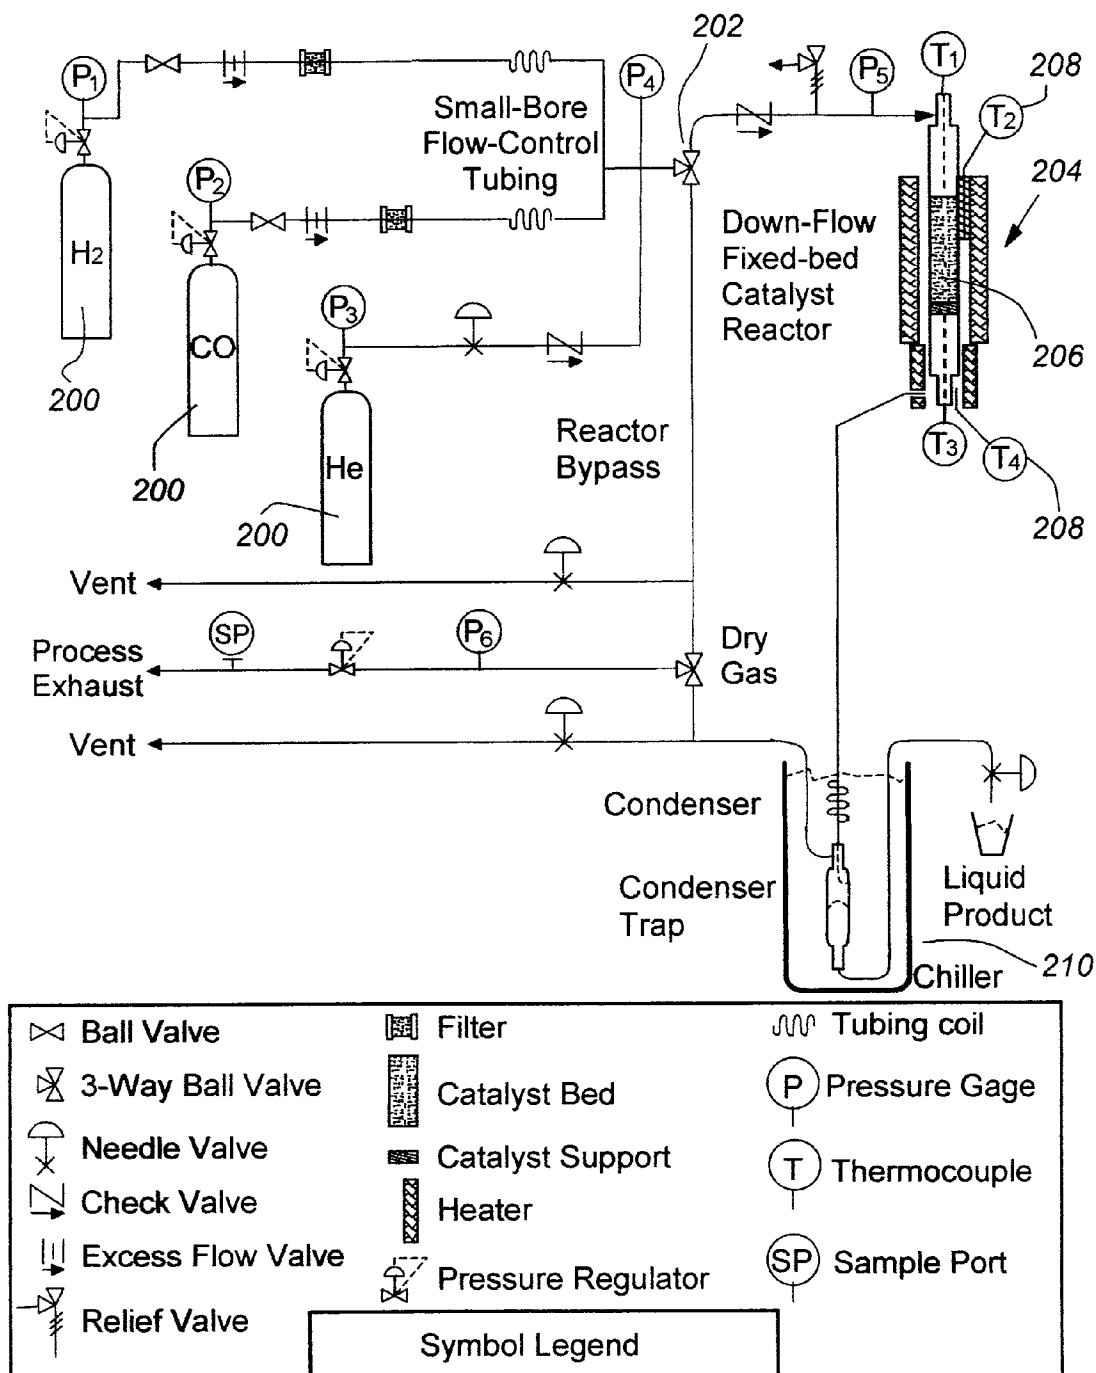 202
P1
P4
P5
T1
208
Small-Bore
Flow-Control
Tubing
T2
204
P2
H2
Down-Flow
Fixed-bed
Catalyst
Reactor
P3
CO
206
200
Reactor
Bypass
T3
T4
He
200
200
208
Vent
SP
P6
Dry
Gas
Process
Exhaust
Vent
Condenser
Condenser
Trap
Liquid
Product
210
Chiller
Ball Valve
Filter
Tubing coil
3-Way Ball Valve
Catalyst Bed
P Pressure Gage
Needle Valve
Catalyst Support
T Thermocouple
Check Valve
Heater
Excess Flow Valve
Pressure Regulator
SP Sample Port
Relief Valve
Symbol Legend